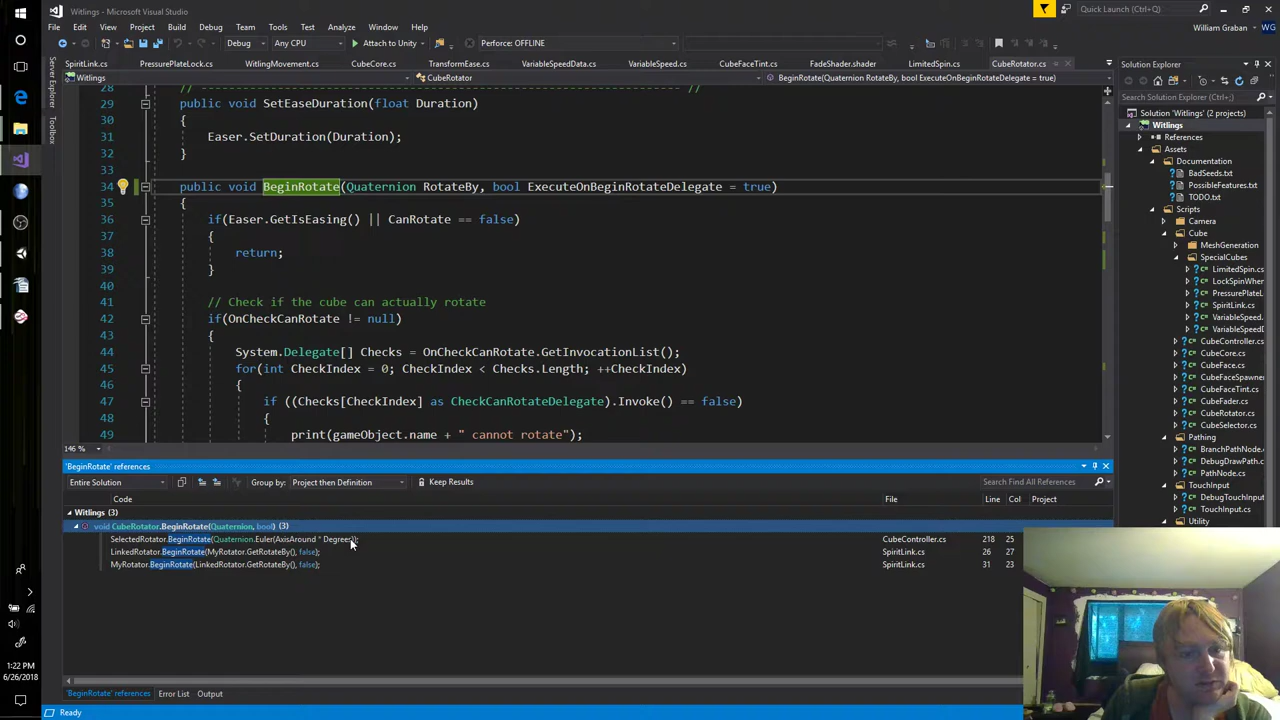 Witlings - Microsoft Visual Studio
Quick Launch (Ctrl+Q)
File Edit View Project Build Debug Team Tools Analyze Window Help
William Graban WG
Debug Any CPU Attach to Unity Perforce: OFFLINE
SpiritLink.cs PressurePlateLock.cs WitlingMovement.cs CubeCore.cs TransformEase.cs VariableSpeedData.cs VariableSpeed.cs CubeFaceTint.cs FadeShader.shader LimitedSpin.cs CubeRotator.cs
Witlings CubeRotator BeginRotate(Quaternion RotateBy, bool ExecuteOnBeginRotateDelegate = true)
Server Explorer
Toolbox
28 // ---------------------------------------------------------- //
29 public void SetEaseDuration(float Duration)
30 {
31 Easer.SetDuration(Duration);
32 }
33
34 public void BeginRotate(Quaternion RotateBy, bool ExecuteOnBeginRotateDelegate = true)
35 {
36 if(Easer.GetIsEasing() || CanRotate == false)
37 {
38 return;
39 }
40
41 // Check if the cube can actually rotate
42 if(OnCheckCanRotate != null)
43 {
44 System.Delegate[] Checks = OnCheckCanRotate.GetInvocationList();
45 for(int CheckIndex = 0; CheckIndex < Checks.Length; ++CheckIndex)
46 {
47 if ((Checks[CheckIndex] as CheckCanRotateDelegate).Invoke() == false)
48 {
49 print(gameObject.name + " cannot rotate");
146 %
Solution Explorer
Search Solution Explorer (Ctrl+;)
Solution 'Witlings' (2 projects)
Witlings
References
Assets
Documentation
BadSeeds.txt
PossibleFeatures.txt
TODO.txt
Scripts
Camera
Cube
MeshGeneration
SpecialCubes
LimitedSpin.cs
LockSpinWher
PressurePlateL
SpiritLink.cs
VariableSpeed.
VariableSpeedD
CubeController.c
CubeCore.cs
CubeFace.cs
CubeFaceSpawne
CubeFader.cs
CubeRotator.cs
CubeSelector.cs
Pathing
BranchPathNode.
DebugDrawPath.c
PathNode.cs
TouchInput
DebugTouchInput
TouchInput.cs
Utility
'BeginRotate' references
Entire Solution Group by: Project then Definition Keep Results Search Find All References
Code File Line Col Project
Witlings (3)
void CubeRotator.BeginRotate(Quaternion, bool) (3)
SelectedRotator.BeginRotate(Quaternion.Euler(AxisAround * Degrees)); CubeController.cs 218 25
LinkedRotator.BeginRotate(MyRotator.GetRotateBy(), false); SpiritLink.cs 26 27
MyRotator.BeginRotate(LinkedRotator.GetRotateBy(), false); SpiritLink.cs 31 23
'BeginRotate' references Error List Output
Ready
1:22 PM
6/26/2018